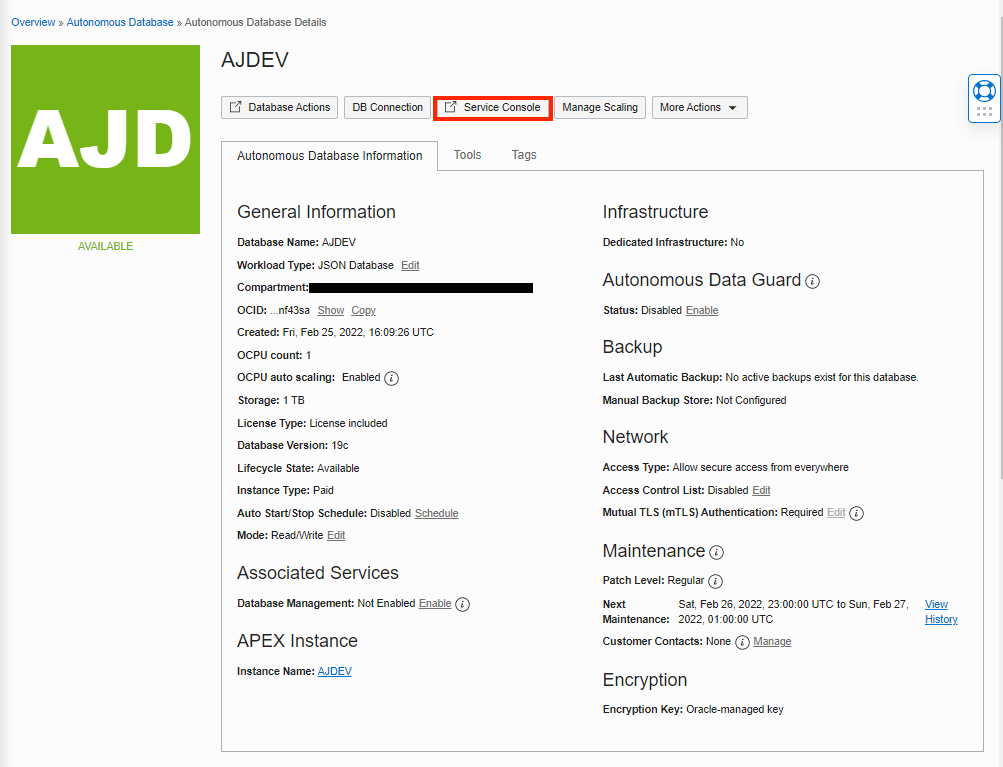 Overview » Autonomous Database » Autonomous Database Details
AJD
AVAILABLE
AJDEV
Database Actions DB Connection Service Console Manage Scaling More Actions
Autonomous Database Information Tools Tags
General Information
Database Name: AJDEV
Workload Type: JSON Database Edit
Compartment:
OCID: ...nf43sa Show Copy
Created: Fri, Feb 25, 2022, 16:09:26 UTC
OCPU count: 1
OCPU auto scaling: Enabled i
Storage: 1 TB
License Type: License included
Database Version: 19c
Lifecycle State: Available
Instance Type: Paid
Auto Start/Stop Schedule: Disabled Schedule
Mode: Read/Write Edit
Associated Services
Database Management: Not Enabled Enable i
APEX Instance
Instance Name: AJDEV
Infrastructure
Dedicated Infrastructure: No
Autonomous Data Guard i
Status: Disabled Enable
Backup
Last Automatic Backup: No active backups exist for this database.
Manual Backup Store: Not Configured
Network
Access Type: Allow secure access from everywhere
Access Control List: Disabled Edit
Mutual TLS (mTLS) Authentication: Required Edit i
Maintenance i
Patch Level: Regular i
Next Sat, Feb 26, 2022, 23:00:00 UTC to Sun, Feb 27, View
Maintenance: 2022, 01:00:00 UTC History
Customer Contacts: None i Manage
Encryption
Encryption Key: Oracle-managed key